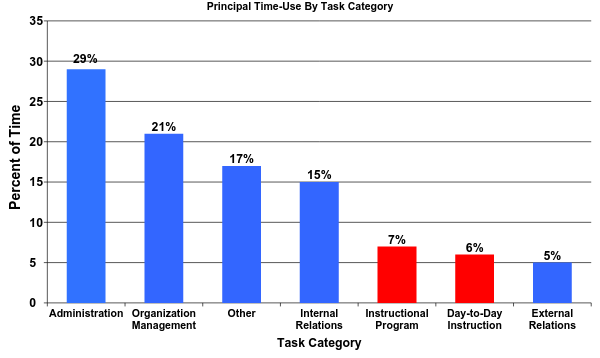 Principal Time-Use By Task Category
Percent of Time
35
30
25
20
15
10
5
0
29%
21%
17%
15%
7%
6%
5%
Administration
Organization
Management
Other
Internal
Relations
Instructional
Program
Day-to-Day
Instruction
External
Relations
Task Category